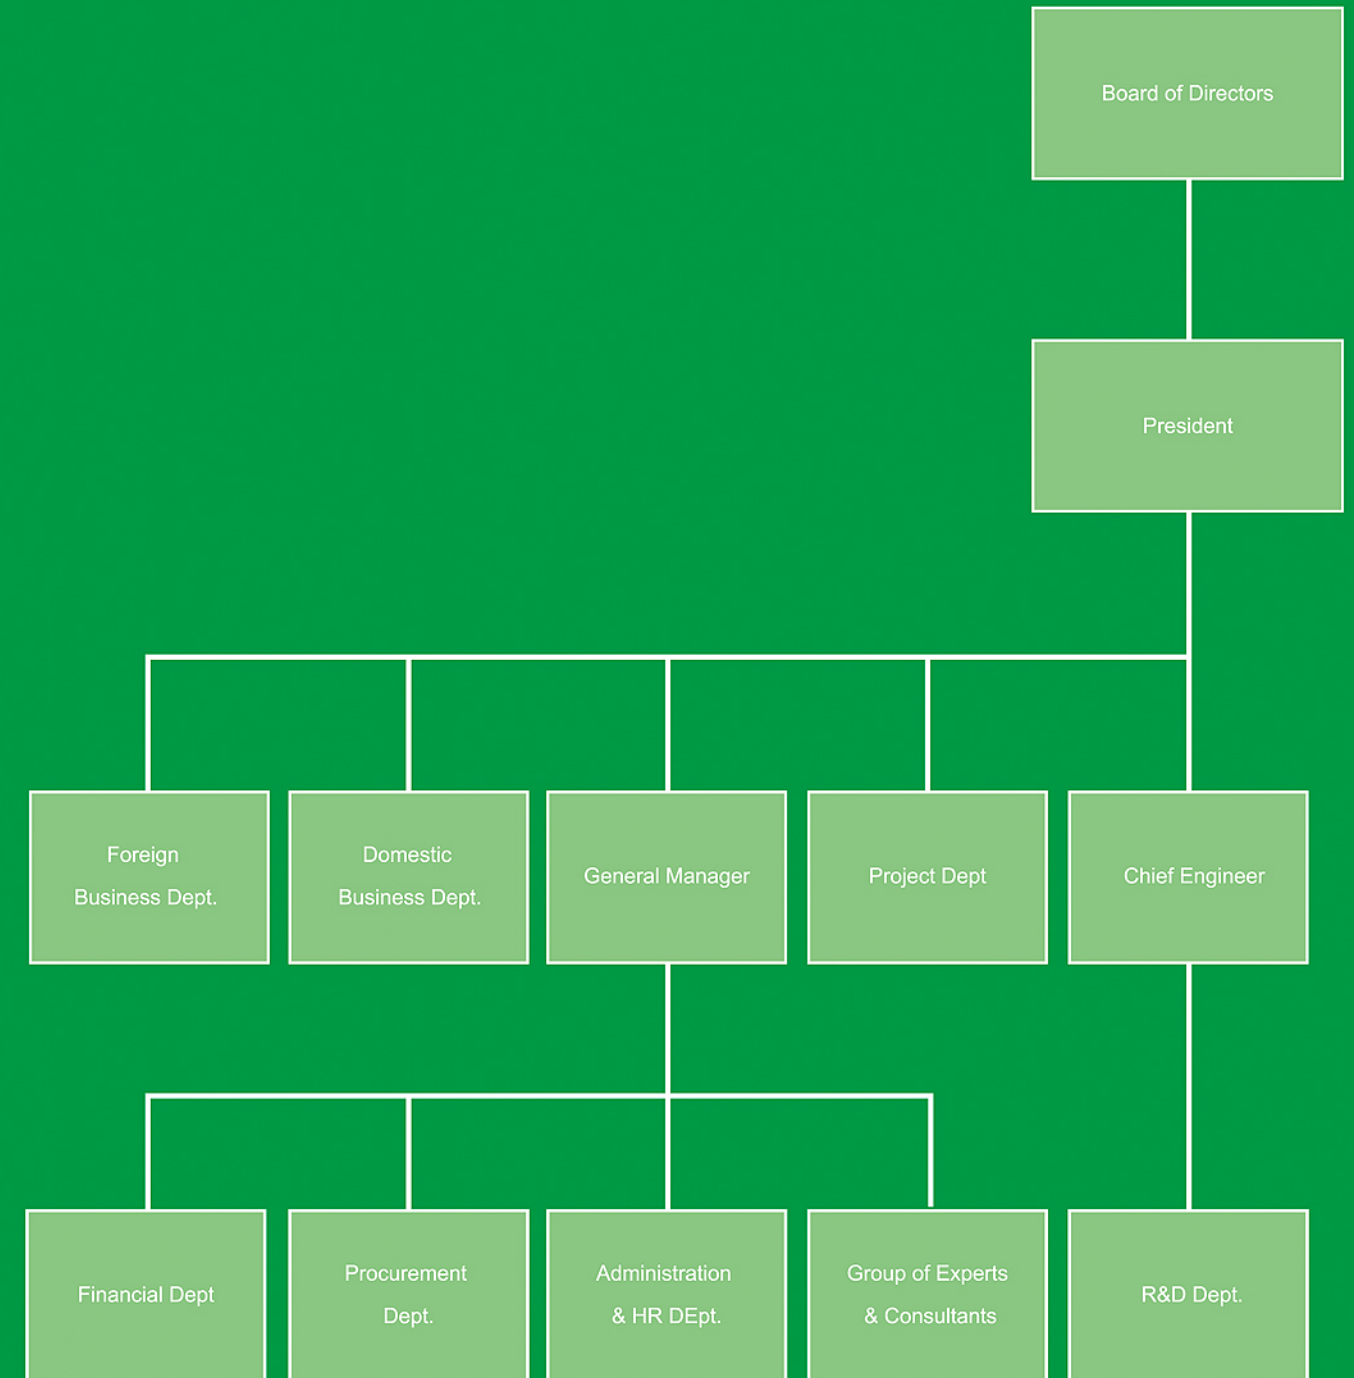 Board of Directors
President
Foreign
Business Dept.
Domestic
Business Dept.
General Manager
Project Dept
Chief Engineer
Financial Dept
Procurement
Dept.
Administration
& HR DEpt.
Group of Experts
& Consultants
R&D Dept.